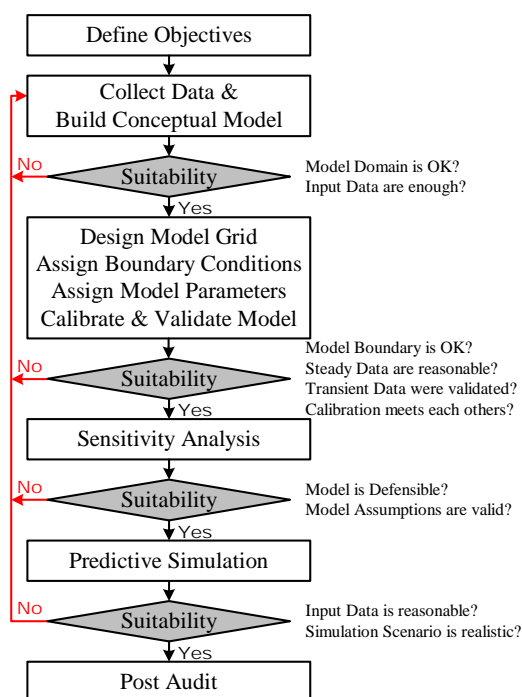 Define Objectives
Collect Data &
Build Conceptual Model
No
Suitability
Model Domain is OK?
Input Data are enough?
Yes
Design Model Grid
Assign Boundary Conditions
Assign Model Parameters
Calibrate & Validate Model
No
Suitability
Model Boundary is OK?
Steady Data are reasonable?
Transient Data were validated?
Calibration meets each others?
Yes
Sensitivity Analysis
No
Suitability
Model is Defensible?
Model Assumptions are valid?
Yes
Predictive Simulation
No
Suitability
Input Data is reasonable?
Simulation Scenario is realistic?
Yes
Post Audit